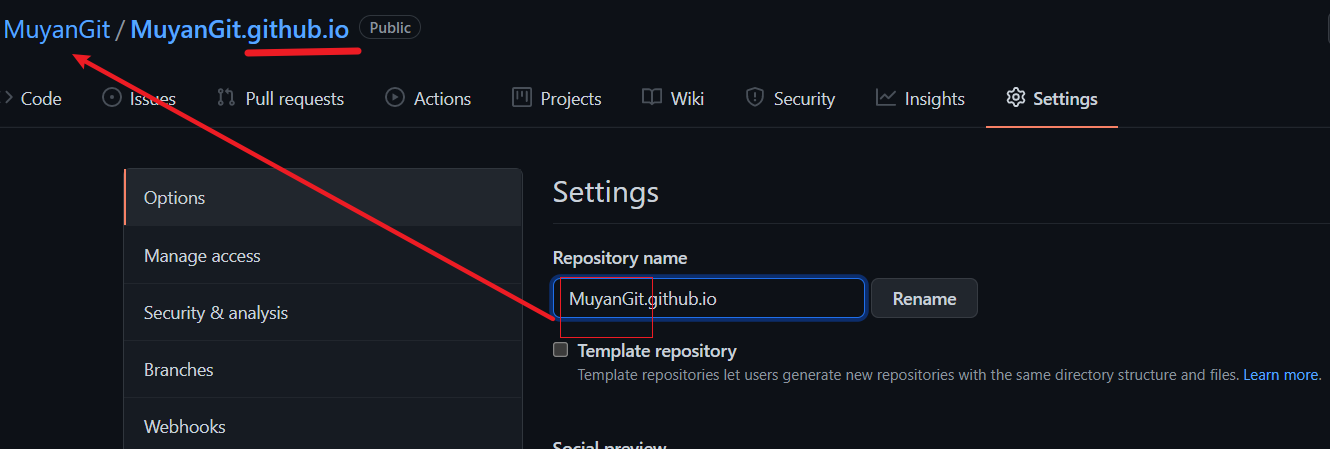 MuyanGit / MuyanGit.github.io Public
Code Issues Pull requests Actions Projects Wiki Security Insights Settings
Options
Manage access
Security & analysis
Branches
Webhooks
Settings
Repository name
MuyanGit.github.io Rename
Template repository
Template repositories let users generate new repositories with the same directory structure and files. Learn more.
Social preview